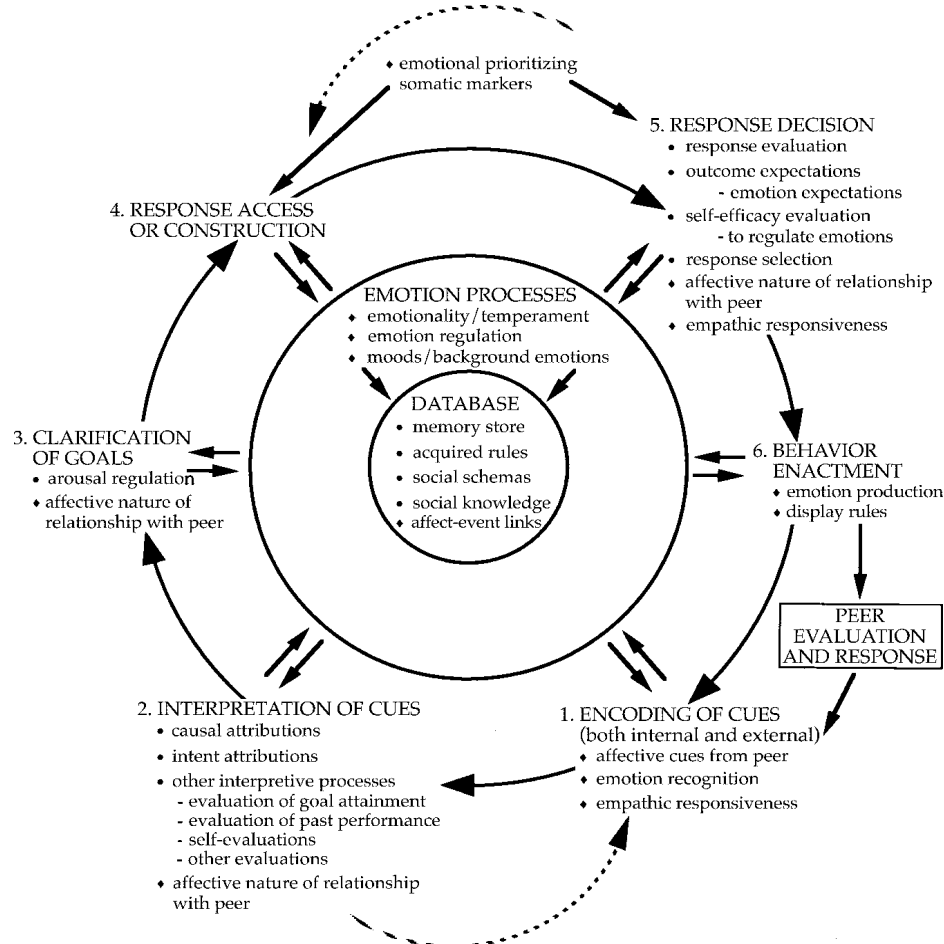 ♦ emotional prioritizing
somatic markers
5. RESPONSE DECISION
• response evaluation
• outcome expectations
- emotion expectations
• self-efficacy evaluation
- to regulate emotions
• response selection
♦ affective nature of relationship
with peer
♦ empathic responsiveness
4. RESPONSE ACCESS
OR CONSTRUCTION
EMOTION PROCESSES
♦ emotionality/temperament
♦ emotion regulation
♦ moods/background emotions
DATABASE
• memory store
• acquired rules
• social schemas
• social knowledge
♦ affect-event links
3. CLARIFICATION
OF GOALS
• arousal regulation
♦ affective nature of
relationship with peer
6. BEHAVIOR
ENACTMENT
♦ emotion production
♦ display rules
PEER
EVALUATION
AND RESPONSE
2. INTERPRETATION OF CUES
• causal attributions
• intent attributions
• other interpretive processes
- evaluation of goal attainment
- evaluation of past performance
- self-evaluations
- other evaluations
♦ affective nature of relationship
with peer
1. ENCODING OF CUES
(both internal and external)
♦ affective cues from peer
♦ emotion recognition
♦ empathic responsiveness